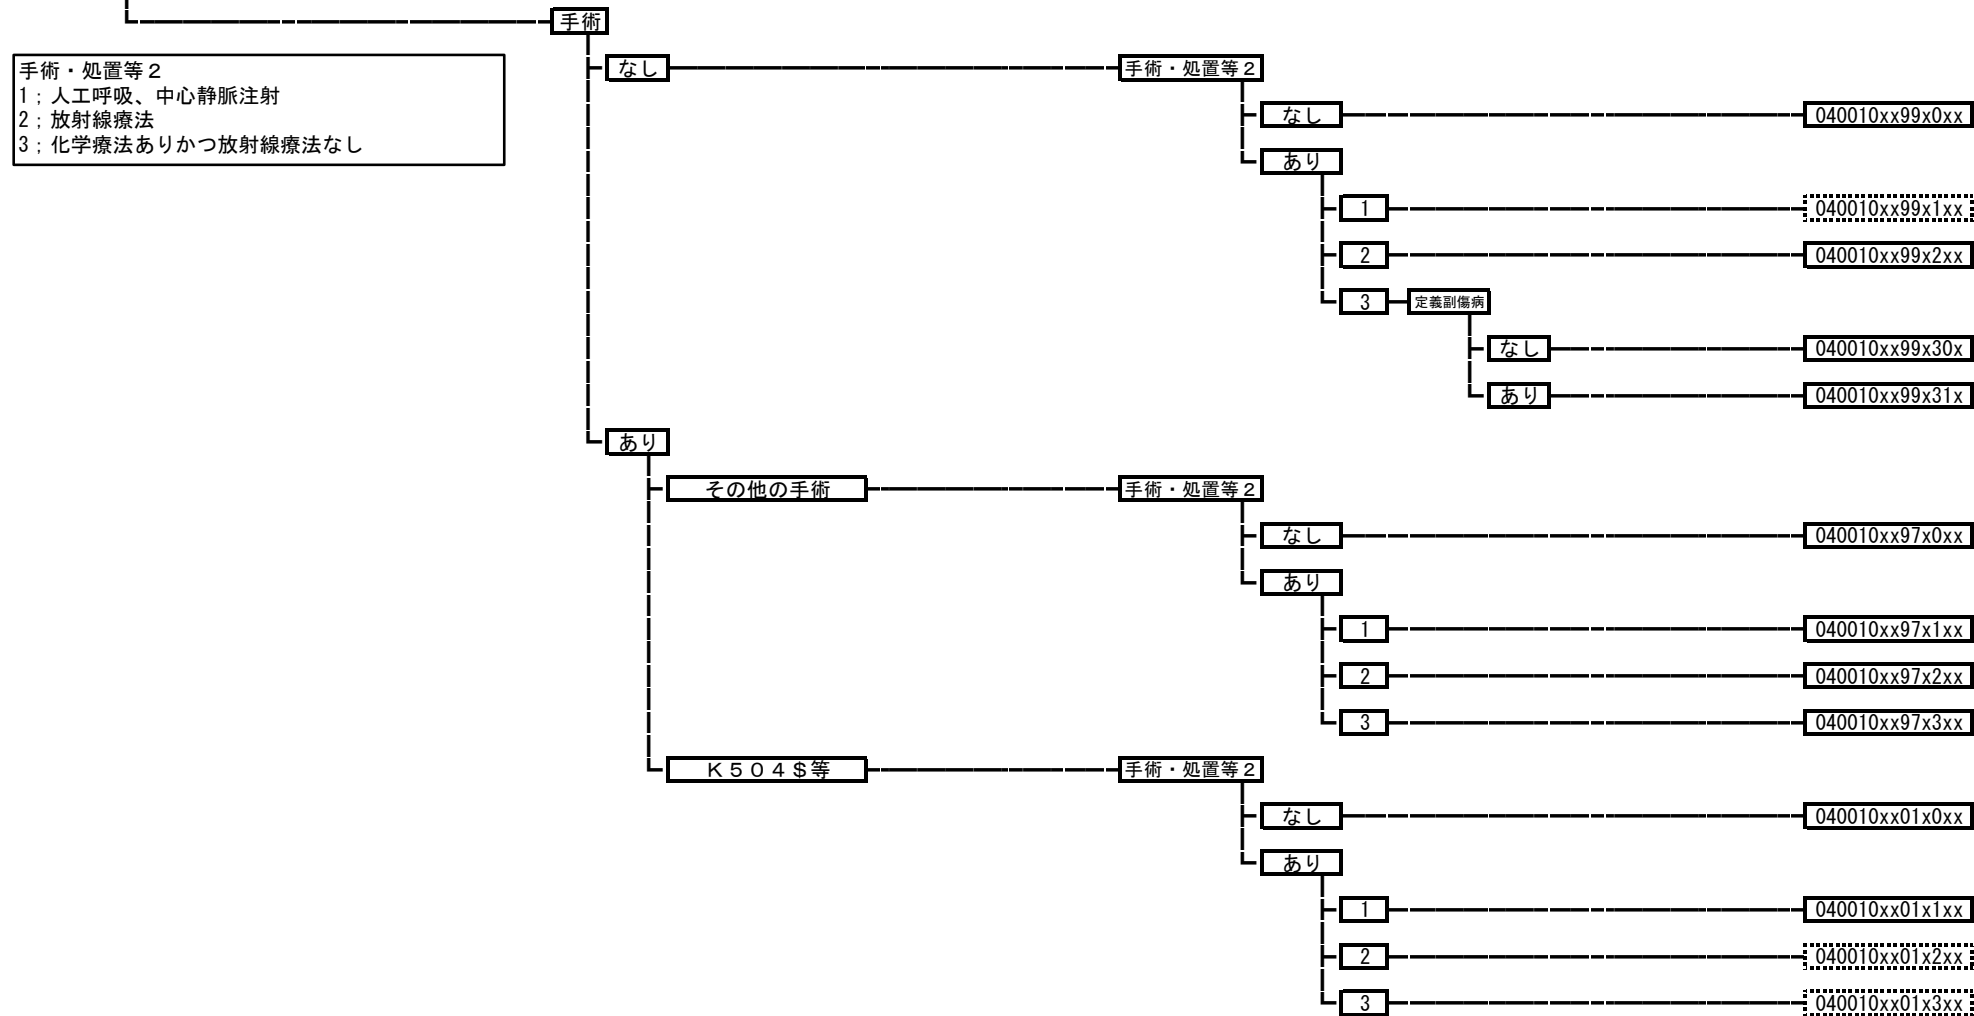 手術
手術・処置等２
1；人工呼吸、中心静脈注射
2；放射線療法
3；化学療法ありかつ放射線療法なし
なし
手術・処置等２
なし
040010xx99x0xx
あり
1
040010xx99x1xx
2
040010xx99x2xx
3
定義副傷病
なし
040010xx99x30x
あり
040010xx99x31x
あり
その他の手術
手術・処置等２
なし
040010xx97x0xx
あり
1
040010xx97x1xx
2
040010xx97x2xx
3
040010xx97x3xx
Ｋ５０４＄等
手術・処置等２
なし
040010xx01x0xx
あり
1
040010xx01x1xx
2
040010xx01x2xx
3
040010xx01x3xx